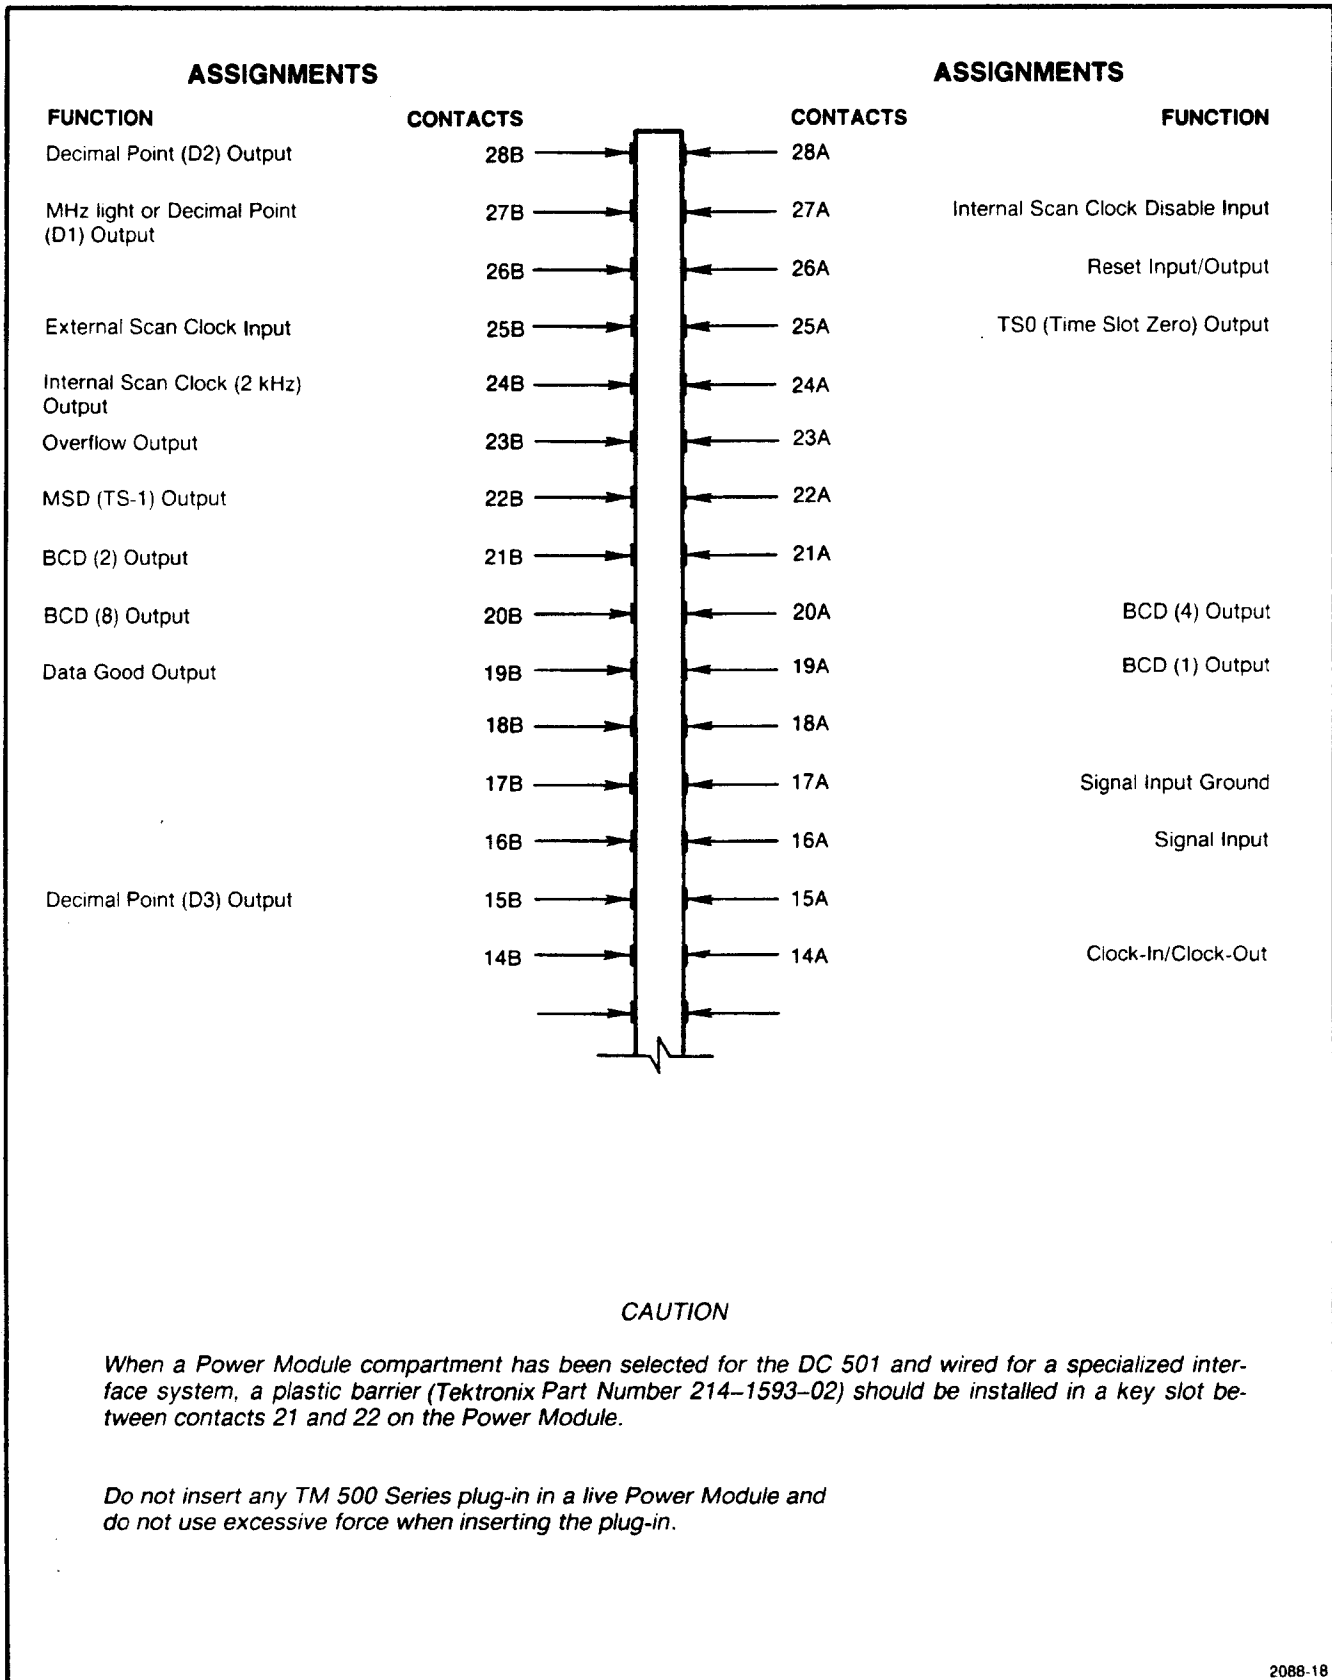 ASSIGNMENTS ASSIGNMENTS
FUNCTION CONTACTS CONTACTS FUNCTION
Decimal Point (D2) Output 28B 28A
MHz light or Decimal Point 27B 27A Internal Scan Clock Disable Input
(D1) Output
26B 26A Reset Input/Output
External Scan Clock Input 25B 25A TS0 (Time Slot Zero) Output
Internal Scan Clock (2 kHz) 24B 24A
Output
Overflow Output 23B 23A
MSD (TS-1) Output 22B 22A
BCD (2) Output 21B 21A
BCD (8) Output 20B 20A BCD (4) Output
Data Good Output 19B 19A BCD (1) Output
18B 18A
17B 17A Signal Input Ground
16B 16A Signal Input
Decimal Point (D3) Output 15B 15A
14B 14A Clock-In/Clock-Out
CAUTION
When a Power Module compartment has been selected for the DC 501 and wired for a specialized inter-
face system, a plastic barrier (Tektronix Part Number 214–1593–02) should be installed in a key slot be-
tween contacts 21 and 22 on the Power Module.
Do not insert any TM 500 Series plug-in in a live Power Module and
do not use excessive force when inserting the plug-in.
2088-18